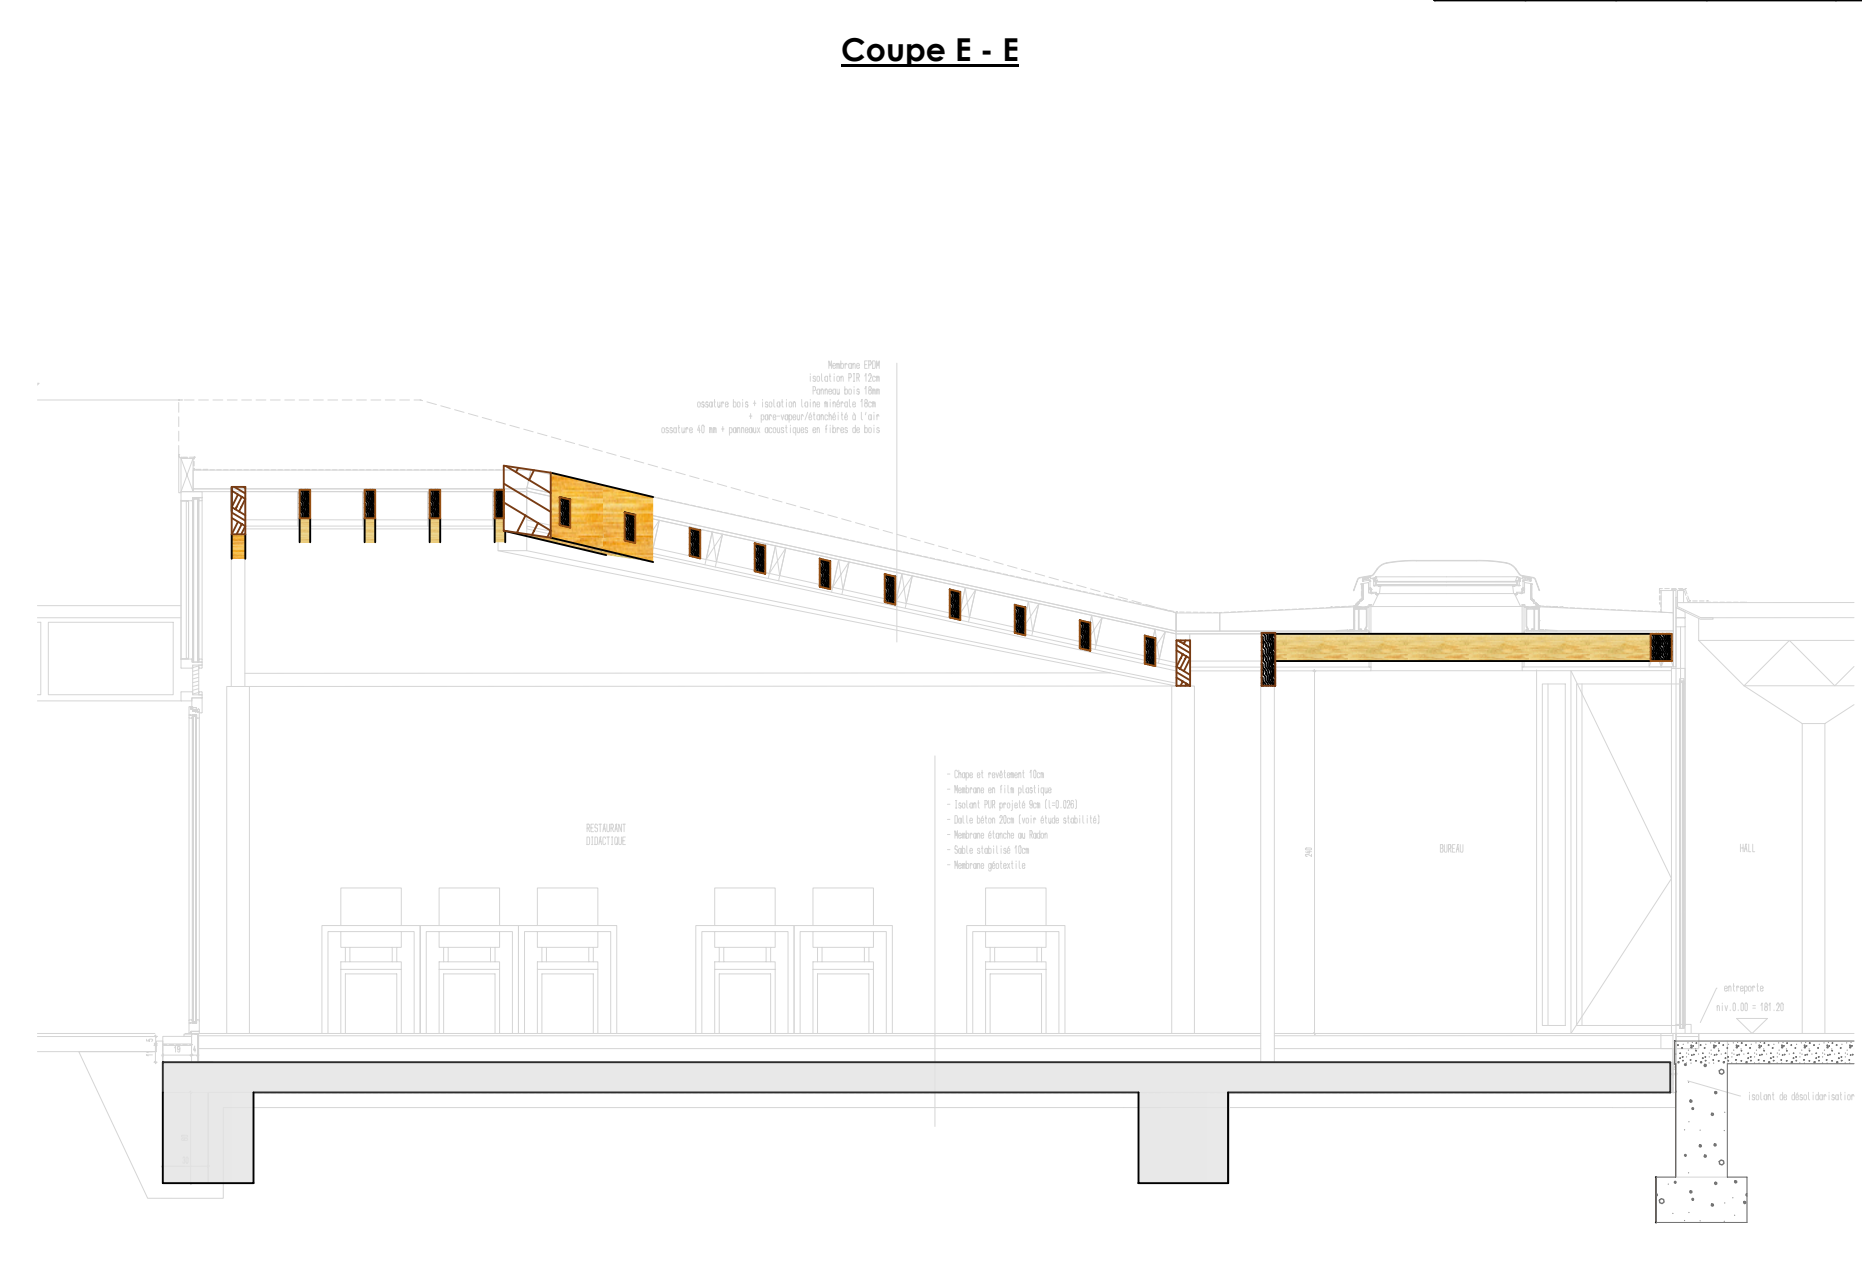 Coupe E - E
Membrane EPDM
isolation PIR 12cm
Panneau bois 18mm
ossature bois + isolation laine minérale 18cm
+ pare-vapeur/étanchéité à l'air
ossature 40 mm + panneaux acoustiques en fibres de bois
- Chape et revêtement 10cm
- Membrane en film plastique
- Isolant PUR projeté 9cm (l=0.026)
- Dalle béton 20cm (voir étude stabilité)
- Membrane étanche au Radon
- Sable stabilisé 10cm
- Membrane géotextile
RESTAURANT
DIDACTIQUE
240
BUREAU
HALL
entreporte
niv.0.00 = 181.20
18 4
isolant de désolidarisation